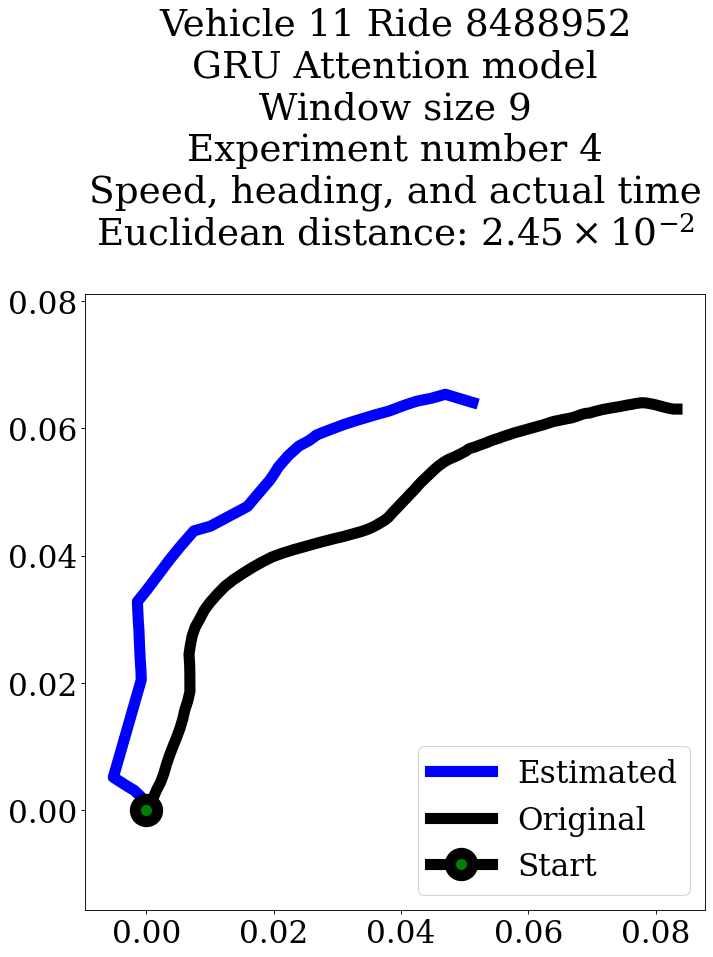 Vehicle 11 Ride 8488952
GRU Attention model
Window size 9
Experiment number 4
Speed, heading, and actual time
Euclidean distance: 2.45 × 10⁻²
0.08
0.06
0.04
0.02
0.00
Estimated
Original
Start
0.00 0.02 0.04 0.06 0.08